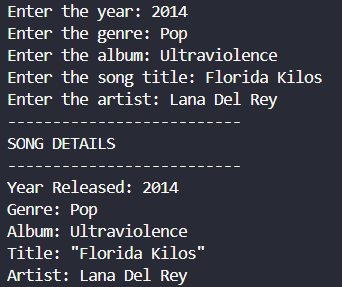 Enter the year: 2014
Enter the genre: Pop
Enter the album: Ultraviolence
Enter the song title: Florida Kilos
Enter the artist: Lana Del Rey
--------------------------
SONG DETAILS
--------------------------
Year Released: 2014
Genre: Pop
Album: Ultraviolence
Title: "Florida Kilos"
Artist: Lana Del Rey